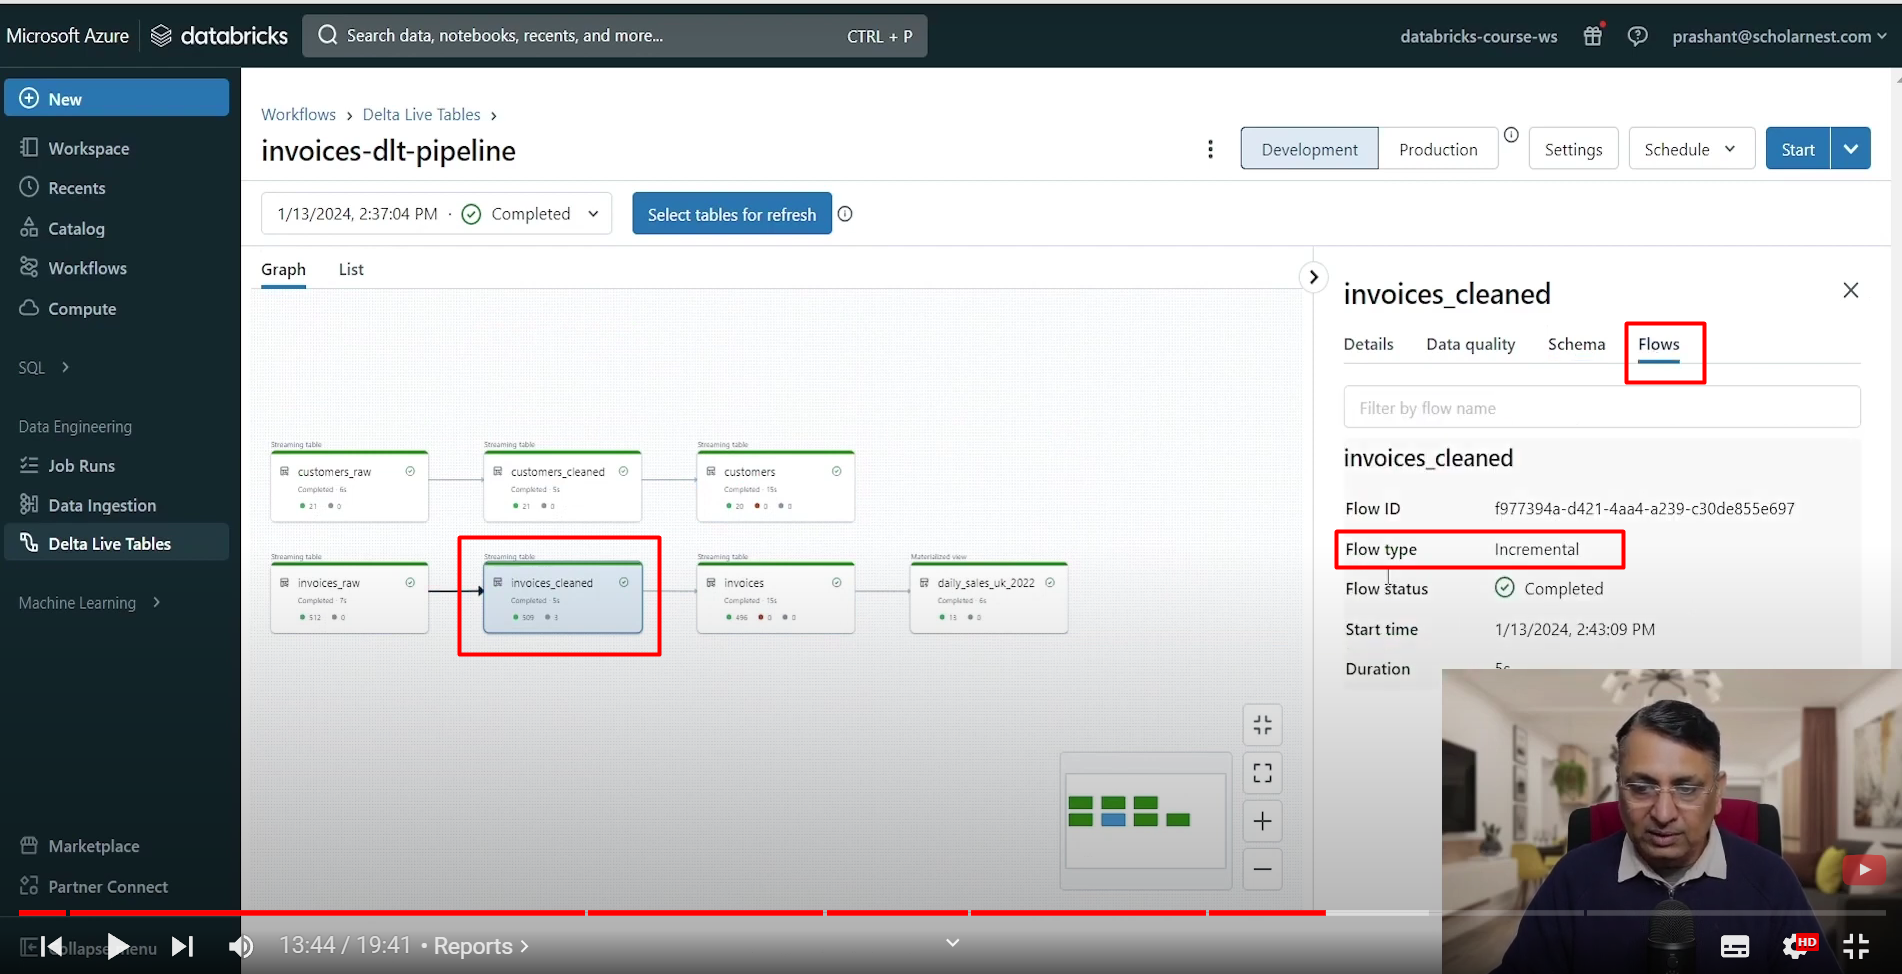 Microsoft Azure databricks Search data, notebooks, recents, and more... CTRL + P databricks-course-ws prashant@scholarnest.com
New
Workspace
Recents
Catalog
Workflows
Compute
SQL
Data Engineering
Job Runs
Data Ingestion
Delta Live Tables
Machine Learning
Marketplace
Partner Connect
Collapse menu
Workflows > Delta Live Tables >
invoices-dlt-pipeline
Development Production Settings Schedule Start
1/13/2024, 2:37:04 PM · Completed Select tables for refresh
Graph List
Streaming table Streaming table Streaming table
customers_raw customers_cleaned customers
Completed · 6s Completed · 5s Completed · 15s
21 0 21 0 20 0 0
Streaming table Streaming table Streaming table Materialized view
invoices_raw invoices_cleaned invoices daily_sales_uk_2022
Completed · 7s Completed · 5s Completed · 15s Completed · 6s
512 0 509 3 496 0 0 13 0
invoices_cleaned
Details Data quality Schema Flows
Filter by flow name
invoices_cleaned
Flow ID f977394a-d421-4aa4-a239-c30de855e697
Flow type Incremental
Flow status Completed
Start time 1/13/2024, 2:43:09 PM
Duration 5s
13:44 / 19:41 • Reports >
HD